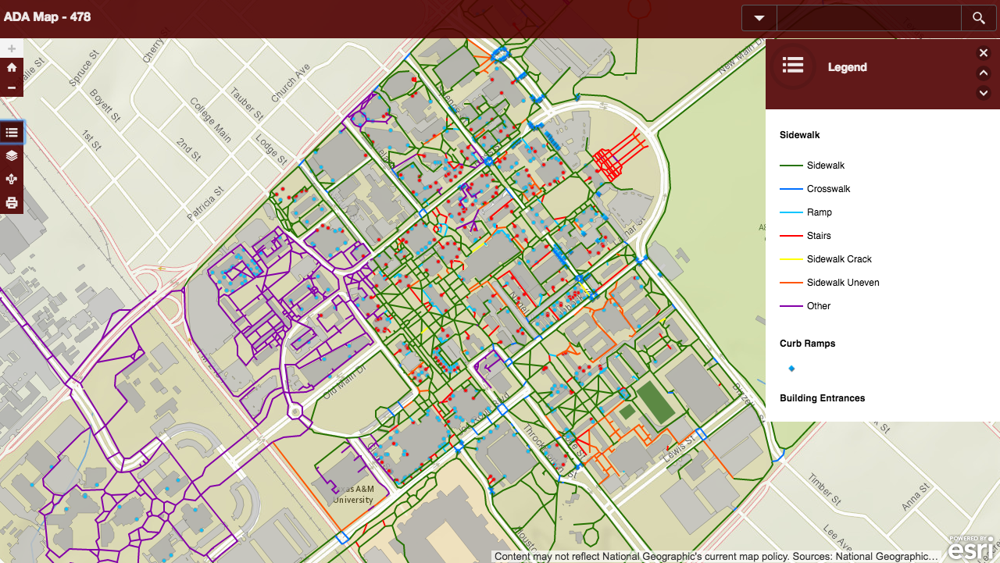 ADA Map - 478
Legend
Sidewalk
Sidewalk
Crosswalk
Ramp
Stairs
Sidewalk Crack
Sidewalk Uneven
Other
Curb Ramps
Building Entrances
New Main Dr
Cherry St
Spruce St
Church Ave
Boyett St
Tauber St
College Main
1st St
2nd St
Lodge St
Patricia St
Old Main Dr
Lewis St
Texas A&M
University
Timber St
Anna St
Lee Ave
Content may not reflect National Geographic's current map policy. Sources: National Geographic...
POWERED BY
esri